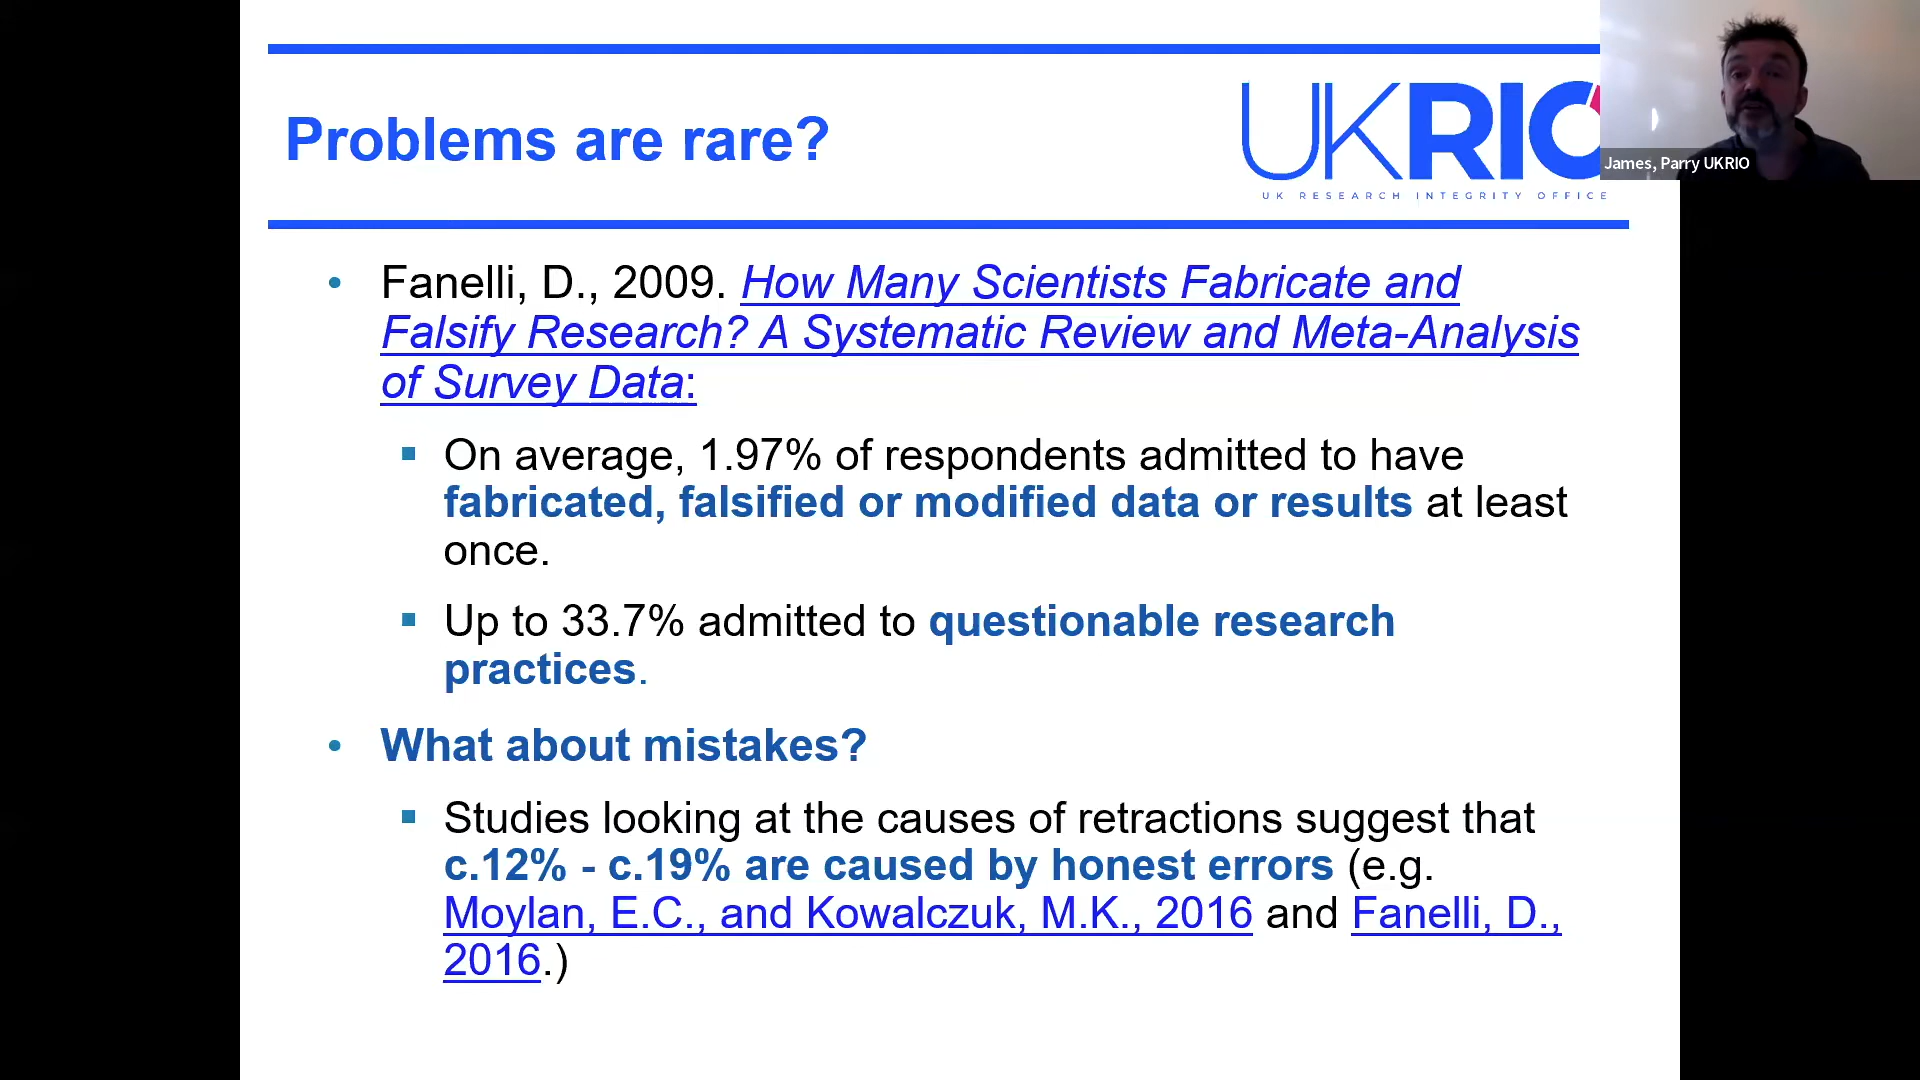 Problems are rare?
UKRIO
UK RESEARCH INTEGRITY OFFICE
James, Parry UKRIO
• Fanelli, D., 2009. How Many Scientists Fabricate and
Falsify Research? A Systematic Review and Meta-Analysis
of Survey Data:
▪ On average, 1.97% of respondents admitted to have
fabricated, falsified or modified data or results at least
once.
▪ Up to 33.7% admitted to questionable research
practices.
• What about mistakes?
▪ Studies looking at the causes of retractions suggest that
c.12% - c.19% are caused by honest errors (e.g.
Moylan, E.C., and Kowalczuk, M.K., 2016 and Fanelli, D.,
2016.)